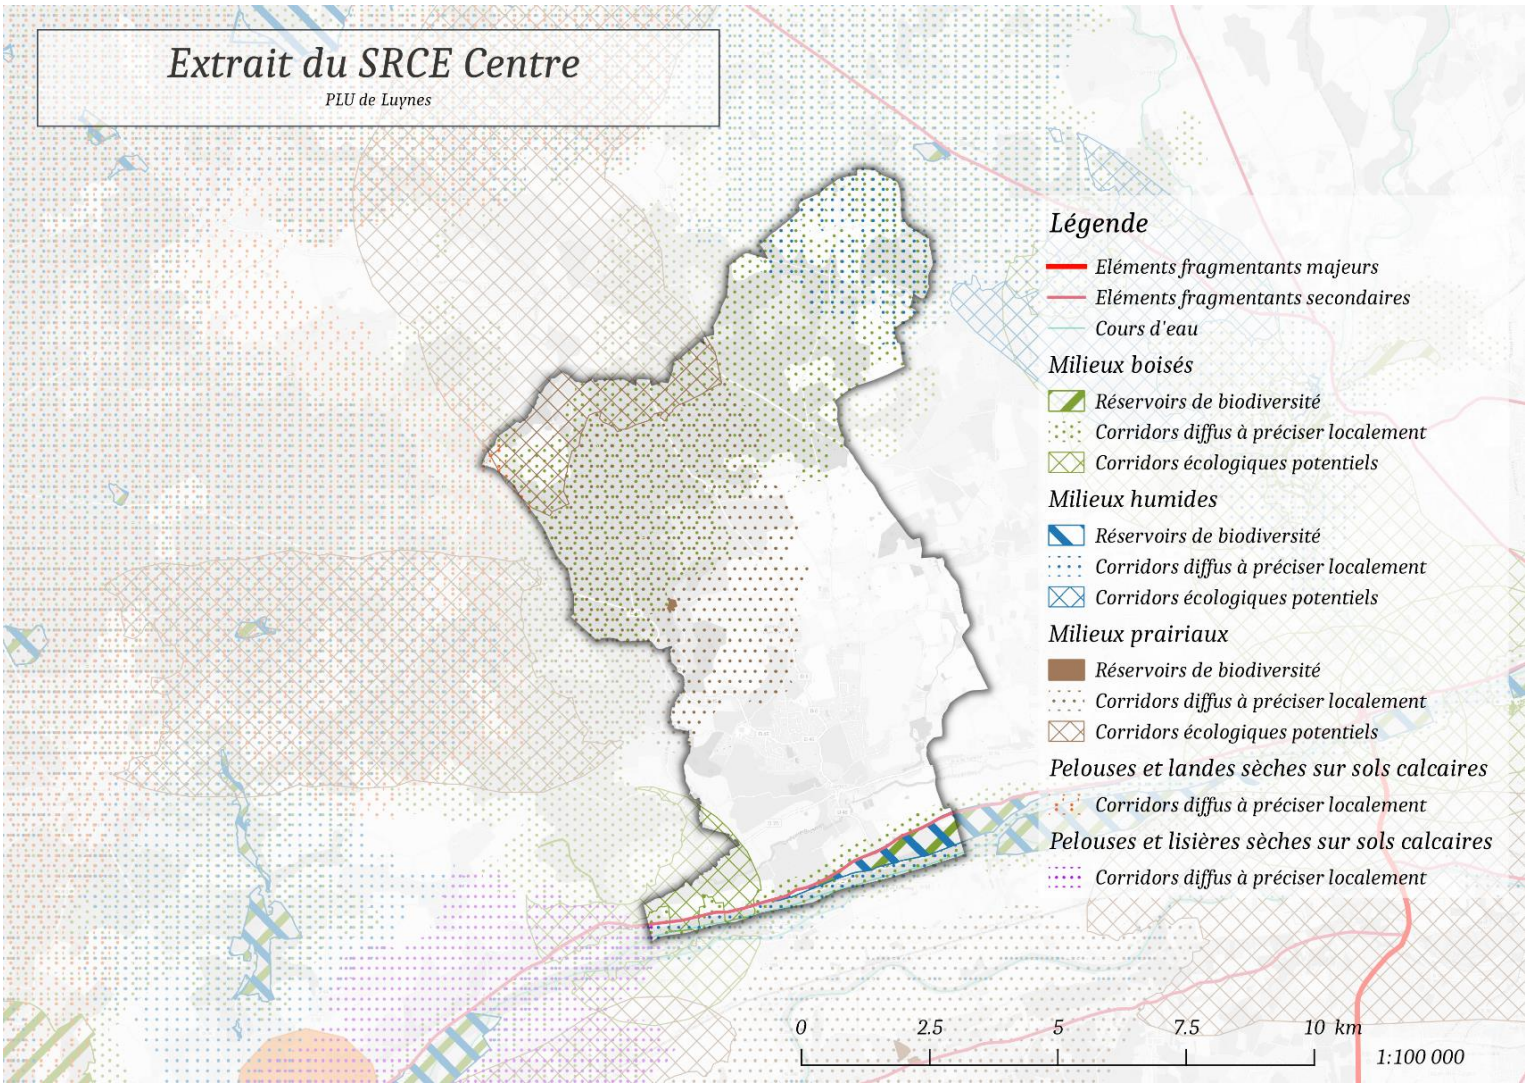 Extrait du SRCE Centre
PLU de Luynes
Légende
Eléments fragmentants majeurs
Eléments fragmentants secondaires
Cours d'eau
Milieux boisés
Réservoirs de biodiversité
Corridors diffus à préciser localement
Corridors écologiques potentiels
Milieux humides
Réservoirs de biodiversité
Corridors diffus à préciser localement
Corridors écologiques potentiels
Milieux prairiaux
Réservoirs de biodiversité
Corridors diffus à préciser localement
Corridors écologiques potentiels
Pelouses et landes sèches sur sols calcaires
Corridors diffus à préciser localement
Pelouses et lisières sèches sur sols calcaires
Corridors diffus à préciser localement
0 2.5 5 7.5 10 km
1:100 000